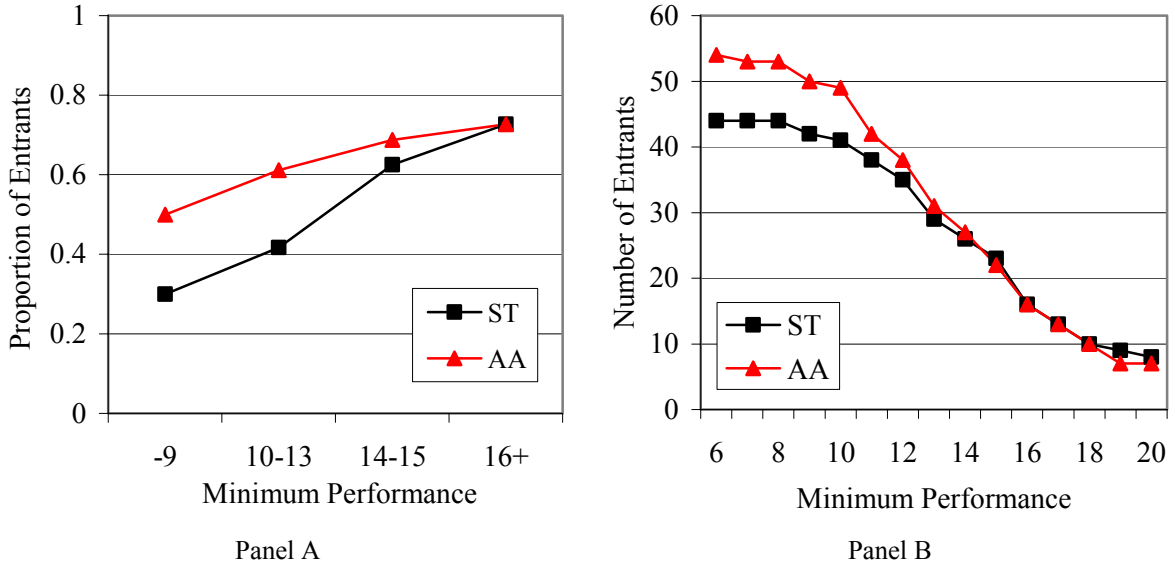 Proportion of Entrants
1
0.8
0.6
0.4
0.2
0
ST
AA
-9 10-13 14-15 16+
Minimum Performance
Panel A
Number of Entrants
60
50
40
30
20
10
0
ST
AA
6 8 10 12 14 16 18 20
Minimum Performance
Panel B